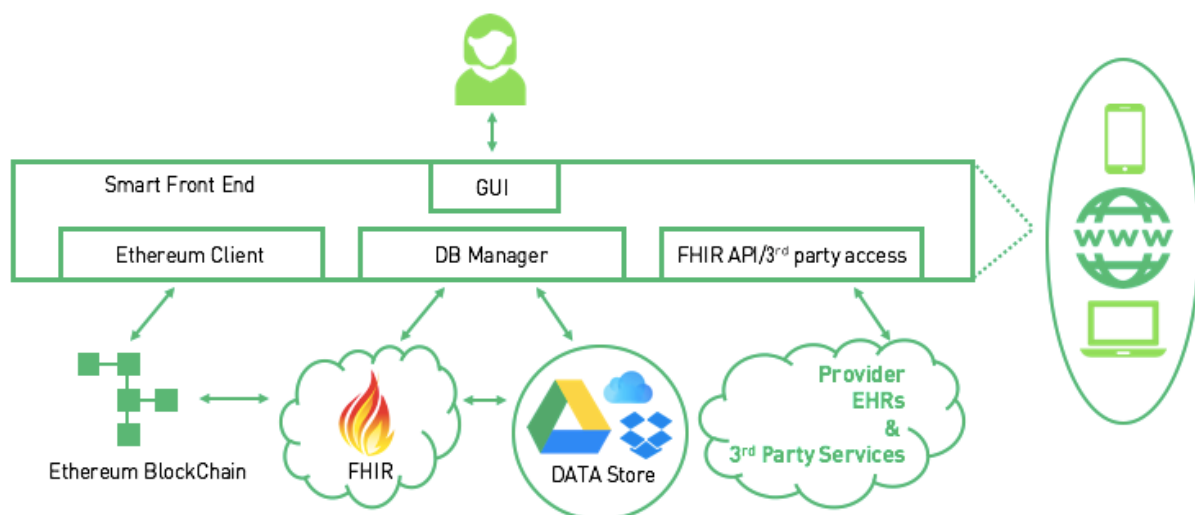 Smart Front End
GUI
Ethereum Client
DB Manager
FHIR API/3rd party access
WWW
Provider
EHRs
&
3rd Party Services
FHIR
DATA Store
Ethereum BlockChain